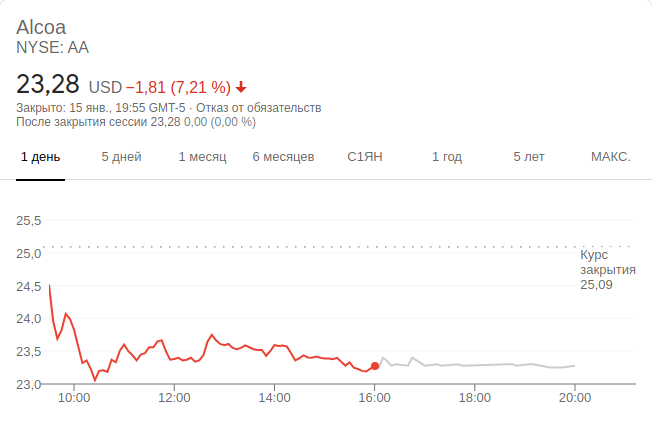 Alcoa
NYSE: AA
23,28 USD −1,81 (7,21 %)
Закрыто: 15 янв., 19:55 GMT-5 · Отказ от обязательств
После закрытия сессии 23,28 0,00 (0,00 %)
1 день 5 дней 1 месяц 6 месяцев С1ЯН 1 год 5 лет МАКС.
25,5
25,0
Курс
закрытия
25,09
24,5
24,0
23,5
23,0
10:00 12:00 14:00 16:00 18:00 20:00